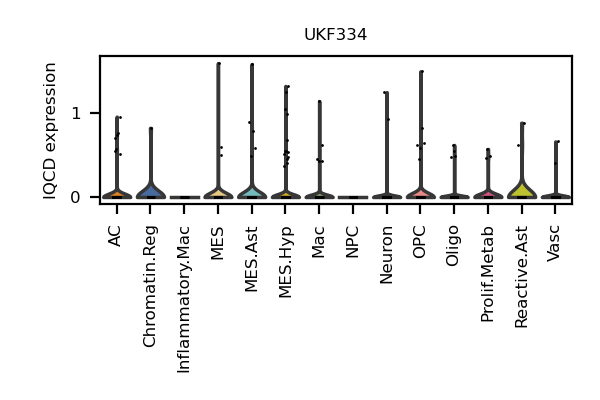 UKF334
IQCD expression
1
0
AC
Chromatin.Reg
Inflammatory.Mac
MES
MES.Ast
MES.Hyp
Mac
NPC
Neuron
OPC
Oligo
Prolif.Metab
Reactive.Ast
Vasc